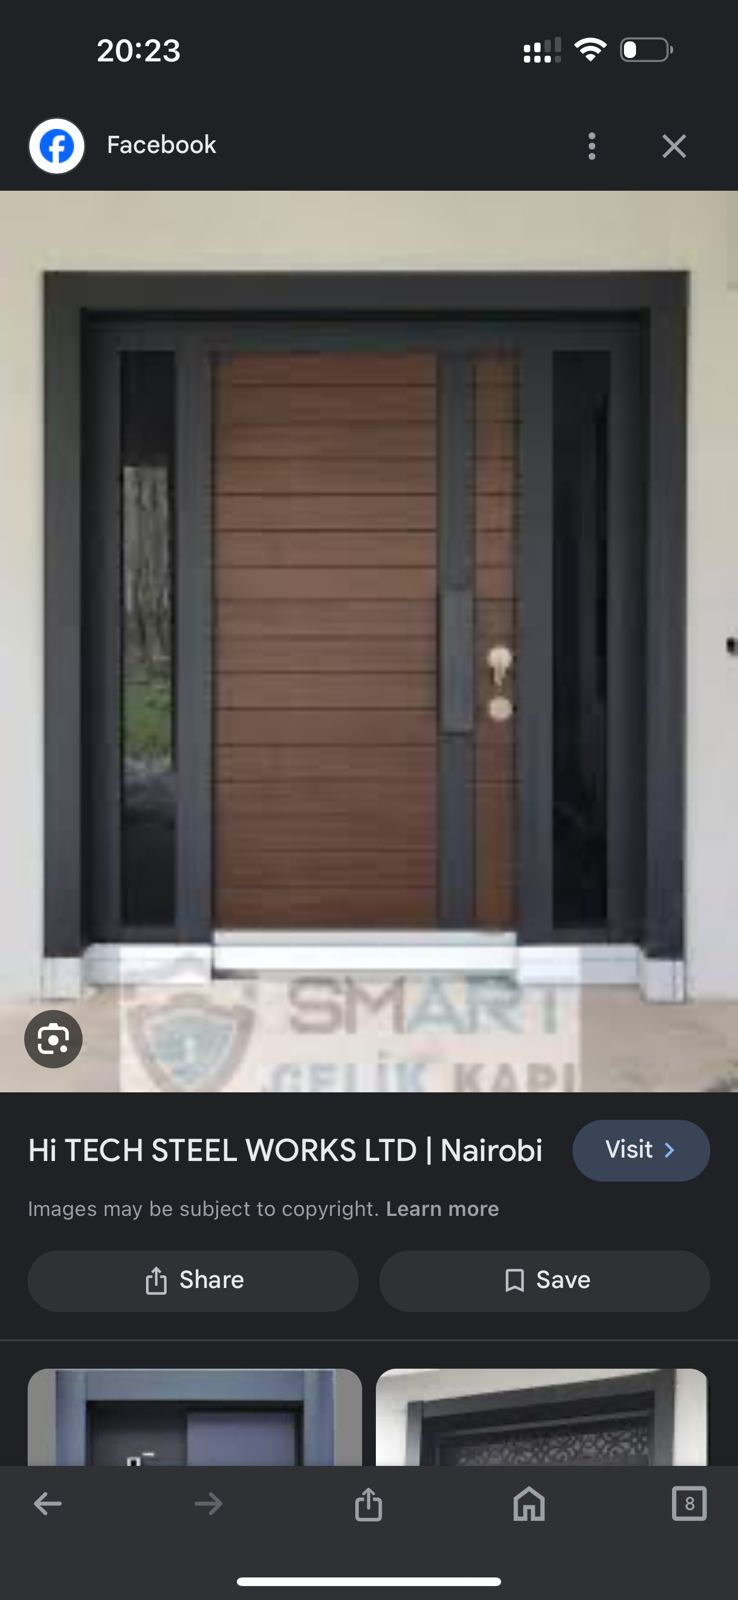 20:23
Facebook
SMART
ÇELİK KAPI
Hi TECH STEEL WORKS LTD | Nairobi
Visit
Images may be subject to copyright. Learn more
Share
Save
8